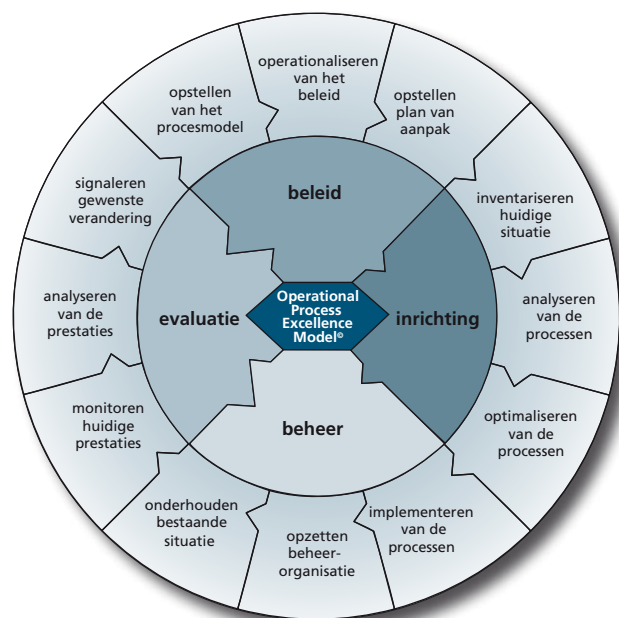 operationaliseren
van het
beleid
opstellen
plan van
aanpak
inventariseren
huidige
situatie
analyseren
van de
processen
optimaliseren
van de
processen
implementeren
van de
processen
opzetten
beheer-
organisatie
onderhouden
bestaande
situatie
monitoren
huidige
prestaties
analyseren
van de
prestaties
signaleren
gewenste
verandering
opstellen
van het
procesmodel
beleid
inrichting
beheer
evaluatie
Operational
Process
Excellence
Model©